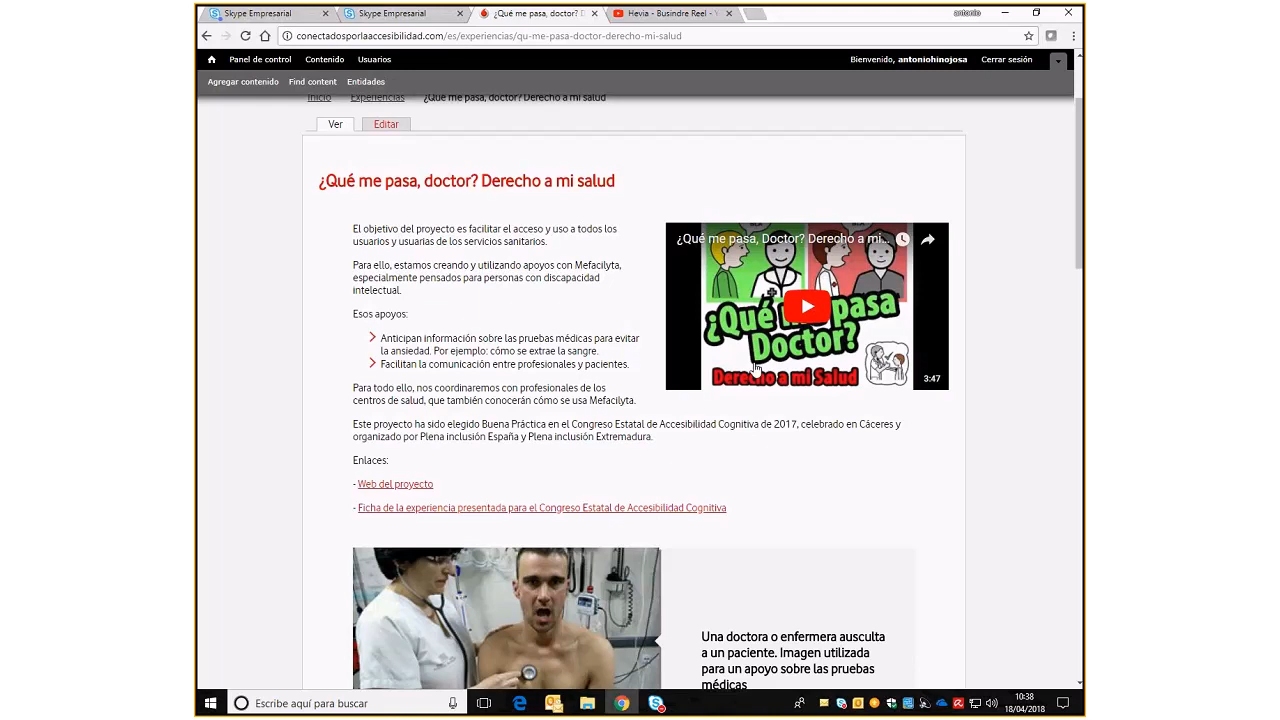 Skype Empresarial
Skype Empresarial
¿Qué me pasa, doctor? D
Hevia - Busindre Reel - Y
antonio
conectadosporlaaccesibilidad.com/es/experiencias/qu-me-pasa-doctor-derecho-mi-salud
Panel de control Contenido Usuarios
Bienvenido, antoniohinojosa Cerrar sesión
Agregar contenido Find content Entidades
Inicio Experiencias ¿Qué me pasa, doctor? Derecho a mi salud
Ver Editar
¿Qué me pasa, doctor? Derecho a mi salud
El objetivo del proyecto es facilitar el acceso y uso a todos los
usuarios y usuarias de los servicios sanitarios.
Para ello, estamos creando y utilizando apoyos con Mefacilyta,
especialmente pensados para personas con discapacidad
intelectual.
Esos apoyos:
Anticipan información sobre las pruebas médicas para evitar
la ansiedad. Por ejemplo: cómo se extrae la sangre.
Facilitan la comunicación entre profesionales y pacientes.
Para todo ello, nos coordinaremos con profesionales de los
centros de salud, que también conocerán cómo se usa Mefacilyta.
¿Qué me pasa, Doctor? Derecho a mi...
¿Qué me pasa
Doctor?
Derecho a mi Salud
3:47
Este proyecto ha sido elegido Buena Práctica en el Congreso Estatal de Accesibilidad Cognitiva de 2017, celebrado en Cáceres y
organizado por Plena inclusión España y Plena inclusión Extremadura.
Enlaces:
- Web del proyecto
- Ficha de la experiencia presentada para el Congreso Estatal de Accesibilidad Cognitiva
Una doctora o enfermera ausculta
a un paciente. Imagen utilizada
para un apoyo sobre las pruebas
médicas
Escribe aquí para buscar
10:38
18/04/2018